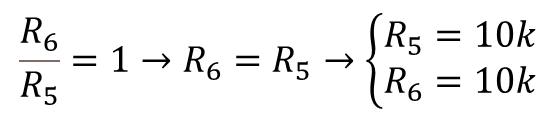 R₆/R₅ = 1 → R₆ = R₅ → { R₅ = 10k
R₆ = 10k